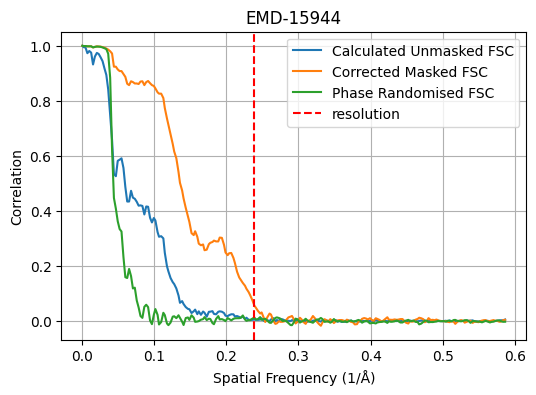 EMD-15944
Calculated Unmasked FSC
Corrected Masked FSC
Phase Randomised FSC
resolution
Correlation
1.0
0.8
0.6
0.4
0.2
0.0
0.0 0.1 0.2 0.3 0.4 0.5 0.6
Spatial Frequency (1/Å)